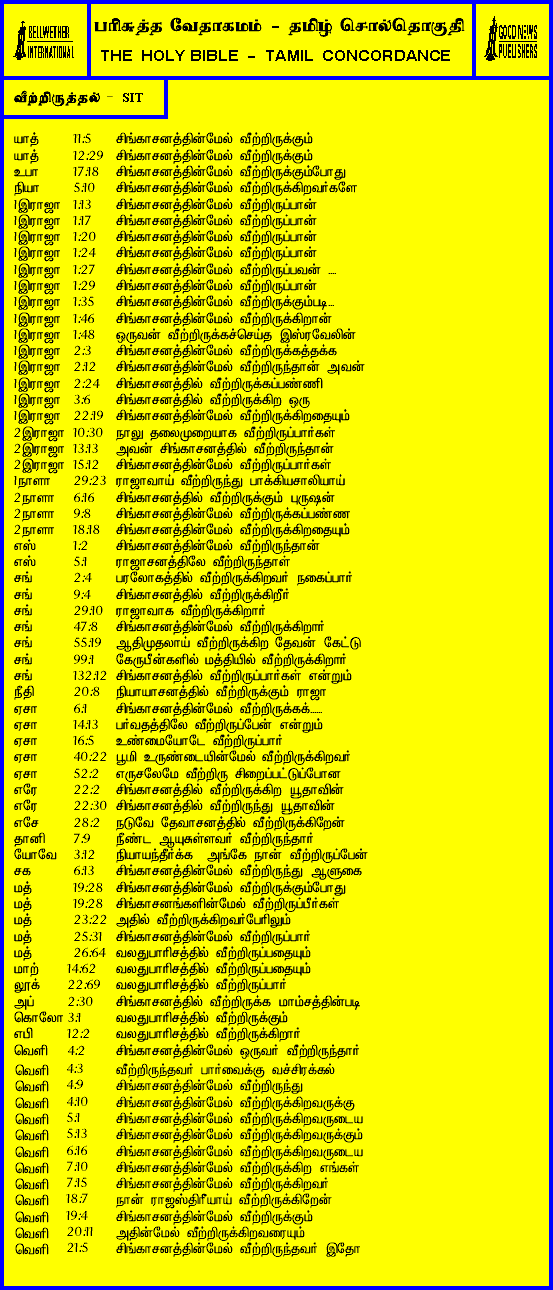 BELLWETHER
INTERNATIONAL
பரிசுத்த வேதாகமம் - தமிழ் சொல்தொகுதி
THE HOLY BIBLE - TAMIL CONCORDANCE
GOOD NEWS
PUBLISHERS
வீற்றிருத்தல் - SIT
யாத் 11:5 சிங்காசனத்தின்மேல் வீற்றிருக்கும்
யாத் 12:29 சிங்காசனத்தின்மேல் வீற்றிருக்கும்
உபா 17:18 சிங்காசனத்தின்மேல் வீற்றிருக்கும்போது
நியா 5:10 சிங்காசனத்தின்மேல் வீற்றிருக்கிறவர்களே
1இராஜா 1:13 சிங்காசனத்தின்மேல் வீற்றிருப்பான்
1இராஜா 1:17 சிங்காசனத்தின்மேல் வீற்றிருப்பான்
1இராஜா 1:20 சிங்காசனத்தின்மேல் வீற்றிருப்பான்
1இராஜா 1:24 சிங்காசனத்தின்மேல் வீற்றிருப்பான்
1இராஜா 1:27 சிங்காசனத்தின்மேல் வீற்றிருப்பவன் ....
1இராஜா 1:29 சிங்காசனத்தின்மேல் வீற்றிருப்பான்
1இராஜா 1:35 சிங்காசனத்தின்மேல் வீற்றிருக்கும்படி...
1இராஜா 1:46 சிங்காசனத்தின்மேல் வீற்றிருக்கிறான்
1இராஜா 1:48 ஒருவன் வீற்றிருக்கச்செய்த இஸ்ரவேலின்
1இராஜா 2:3 சிங்காசனத்தின்மேல் வீற்றிருக்கத்தக்க
1இராஜா 2:12 சிங்காசனத்தின்மேல் வீற்றிருந்தான் அவன்
1இராஜா 2:24 சிங்காசனத்தில் வீற்றிருக்கப்பண்ணி
1இராஜா 3:6 சிங்காசனத்தில் வீற்றிருக்கிற ஒரு
1இராஜா 22:19 சிங்காசனத்தின்மேல் வீற்றிருக்கிறதையும்
2இராஜா 10:30 நாலு தலைமுறையாக வீற்றிருப்பார்கள்
2இராஜா 13:13 அவன் சிங்காசனத்தில் வீற்றிருந்தான்
2இராஜா 15:12 சிங்காசனத்தின்மேல் வீற்றிருப்பார்கள்
1நாளா 29:23 ராஜாவாய் வீற்றிருந்து பாக்கியசாலியாய்
2நாளா 6:16 சிங்காசனத்தில் வீற்றிருக்கும் புருஷன்
2நாளா 9:8 சிங்காசனத்தின்மேல் வீற்றிருக்கப்பண்ண
2நாளா 18:18 சிங்காசனத்தின்மேல் வீற்றிருக்கிறதையும்
எஸ் 1:2 சிங்காசனத்தின்மேல் வீற்றிருந்தான்
எஸ் 5:1 ராஜாசனத்திலே வீற்றிருந்தாள்
சங் 2:4 பரலோகத்தில் வீற்றிருக்கிறவர் நகைப்பார்
சங் 9:4 சிங்காசனத்தில் வீற்றிருக்கிறீர்
சங் 29:10 ராஜாவாக வீற்றிருக்கிறார்
சங் 47:8 சிங்காசனத்தின்மேல் வீற்றிருக்கிறார்
சங் 55:19 ஆதிமுதலாய் வீற்றிருக்கிற தேவன் கேட்டு
சங் 99:1 கேருபீன்களில் மத்தியில் வீற்றிருக்கிறார்
சங் 132:12 சிங்காசனத்தில் வீற்றிருப்பார்கள் என்றும்
நீதி 20:8 நியாயாசனத்தில் வீற்றிருக்கும் ராஜா
ஏசா 6:1 சிங்காசனத்தின்மேல் வீற்றிருக்கக்......
ஏசா 14:13 பர்வதத்திலே வீற்றிருப்பேன் என்றும்
ஏசா 16:5 உண்மையோடே வீற்றிருப்பார்
ஏசா 40:22 பூமி உருண்டையின்மேல் வீற்றிருக்கிறவர்
ஏசா 52:2 எருசலேமே வீற்றிரு சிறைப்பட்டுப்போன
எரே 22:2 சிங்காசனத்தில் வீற்றிருக்கிற யூதாவின்
எரே 22:30 சிங்காசனத்தில் வீற்றிருந்து யூதாவின்
எசே 28:2 நடுவே தேவாசனத்தில் வீற்றிருக்கிறேன்
தானி 7:9 நீண்ட ஆயுசுள்ளவர் வீற்றிருந்தார்
யோவே 3:12 நியாயந்தீர்க்க அங்கே நான் வீற்றிருப்பேன்
சக 6:13 சிங்காசனத்தின்மேல் வீற்றிருந்து ஆளுகை
மத் 19:28 சிங்காசனத்தின்மேல் வீற்றிருக்கும்போது
மத் 19:28 சிங்காசனங்களின்மேல் வீற்றிருப்பீர்கள்
மத் 23:22 அதில் வீற்றிருக்கிறவர்பேரிலும்
மத் 25:31 சிங்காசனத்தின்மேல் வீற்றிருப்பார்
மத் 26:64 வலதுபாரிசத்தில் வீற்றிருப்பதையும்
மாற் 14:62 வலதுபாரிசத்தில் வீற்றிருப்பதையும்
லூக் 22:69 வலதுபாரிசத்தில் வீற்றிருப்பார்
அப் 2:30 சிங்காசனத்தில் வீற்றிருக்க மாம்சத்தின்படி
கொலோ 3:1 வலதுபாரிசத்தில் வீற்றிருக்கும்
எபி 12:2 வலதுபாரிசத்தில் வீற்றிருக்கிறார்
வெளி 4:2 சிங்காசனத்தின்மேல் ஒருவர் வீற்றிருந்தார்
வெளி 4:3 வீற்றிருந்தவர் பார்வைக்கு வச்சிரக்கல்
வெளி 4:9 சிங்காசனத்தின்மேல் வீற்றிருந்து
வெளி 4:10 சிங்காசனத்தின்மேல் வீற்றிருக்கிறவருக்கு
வெளி 5:1 சிங்காசனத்தின்மேல் வீற்றிருக்கிறவருடைய
வெளி 5:13 சிங்காசனத்தின்மேல் வீற்றிருக்கிறவருக்கும்
வெளி 6:16 சிங்காசனத்தின்மேல் வீற்றிருக்கிறவருடைய
வெளி 7:10 சிங்காசனத்தின்மேல் வீற்றிருக்கிற எங்கள்
வெளி 7:15 சிங்காசனத்தின்மேல் வீற்றிருக்கிறவர்
வெளி 18:7 நான் ராஜஸ்திரீயாய் வீற்றிருக்கிறேன்
வெளி 19:4 சிங்காசனத்தின்மேல் வீற்றிருக்கும்
வெளி 20:11 அதின்மேல் வீற்றிருக்கிறவரையும்
வெளி 21:5 சிங்காசனத்தின்மேல் வீற்றிருந்தவர் இதோ